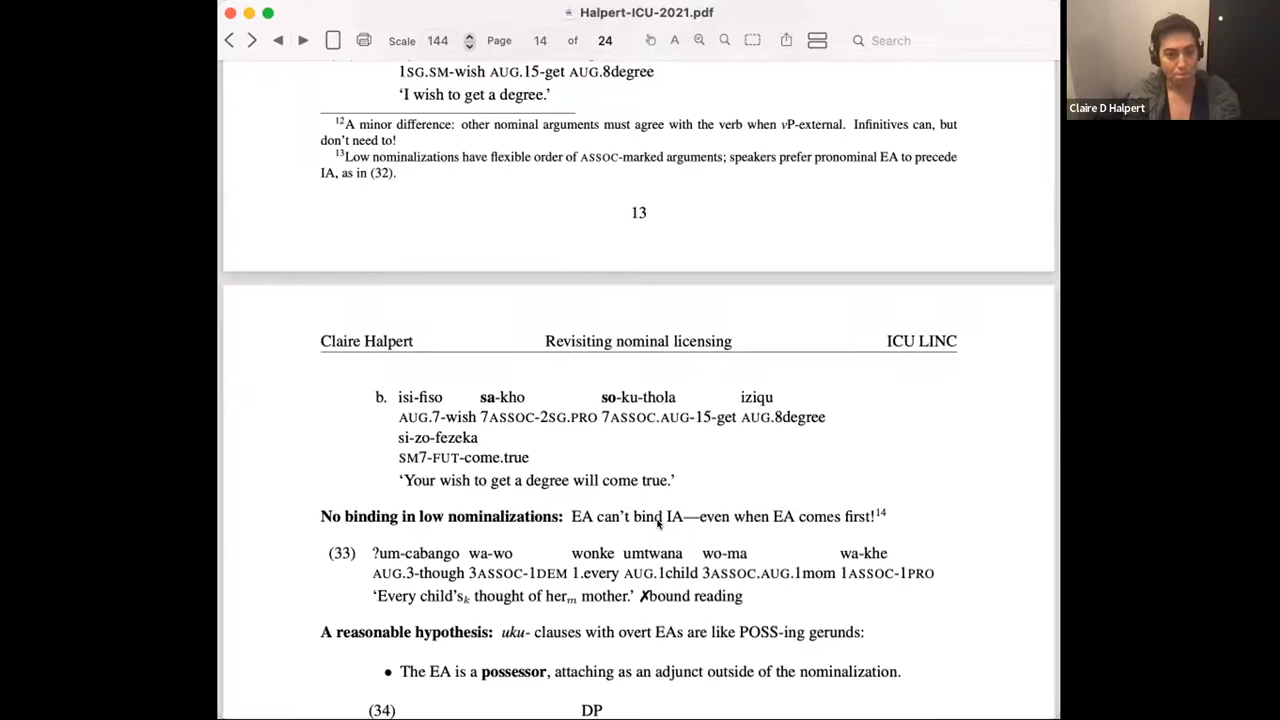 Halpert-ICU-2021.pdf
Scale 144 Page 14 of 24 Search
Claire D Halpert
1SG.SM-wish AUG.15-get AUG.8degree
‘I wish to get a degree.’
12A minor difference: other nominal arguments must agree with the verb when vP-external. Infinitives can, but
don’t need to!
13Low nominalizations have flexible order of ASSOC-marked arguments; speakers prefer pronominal EA to precede
IA, as in (32).
13
Claire Halpert Revisiting nominal licensing ICU LINC
b. isi-fiso sa-kho so-ku-thola iziqu
AUG.7-wish 7ASSOC-2SG.PRO 7ASSOC.AUG-15-get AUG.8degree
si-zo-fezeka
SM7-FUT-come.true
‘Your wish to get a degree will come true.’
No binding in low nominalizations: EA can’t bind IA—even when EA comes first!14
(33) ?um-cabango wa-wo wonke umtwana wo-ma wa-khe
AUG.3-though 3ASSOC-1DEM 1.every AUG.1child 3ASSOC.AUG.1mom 1ASSOC-1PRO
‘Every child’sk thought of herm mother.’ ✗bound reading
A reasonable hypothesis: uku- clauses with overt EAs are like POSS-ing gerunds:
• The EA is a possessor, attaching as an adjunct outside of the nominalization.
(34) DP